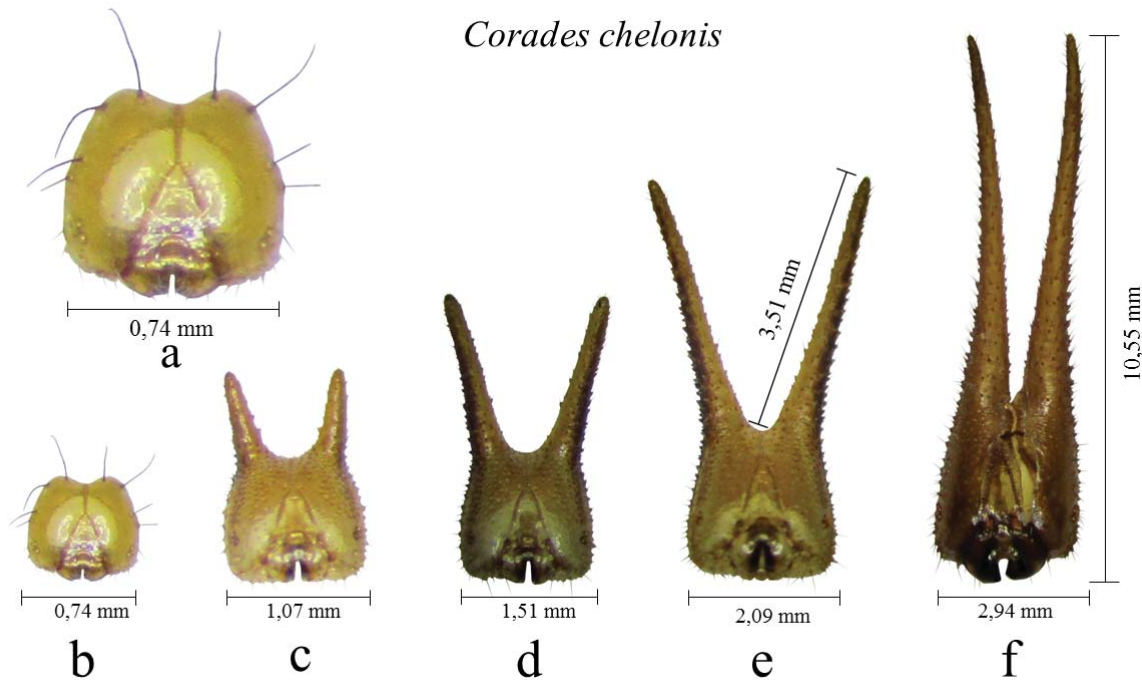 Corades chelonis
0,74 mm
a
3,51 mm
10,55 mm
0,74 mm
1,07 mm
1,51 mm
2,09 mm
2,94 mm
b
c
d
e
f